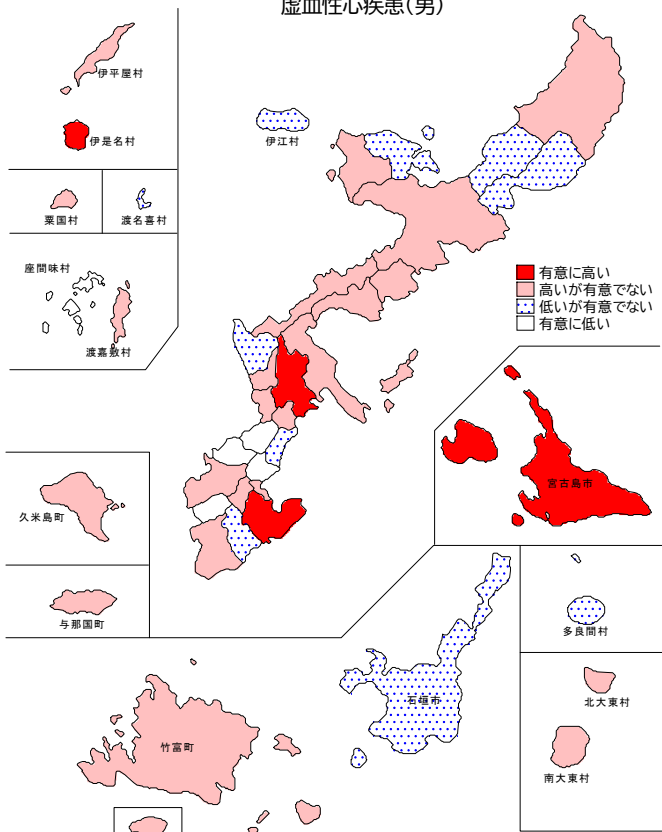 虚血性心疾患(男)
伊平屋村
伊是名村
伊江村
粟国村
渡名喜村
座間味村
渡嘉敷村
有意に高い
高いが有意でない
低いが有意でない
有意に低い
宮古島市
久米島町
与那国町
多良間村
石垣市
北大東村
竹富町
南大東村